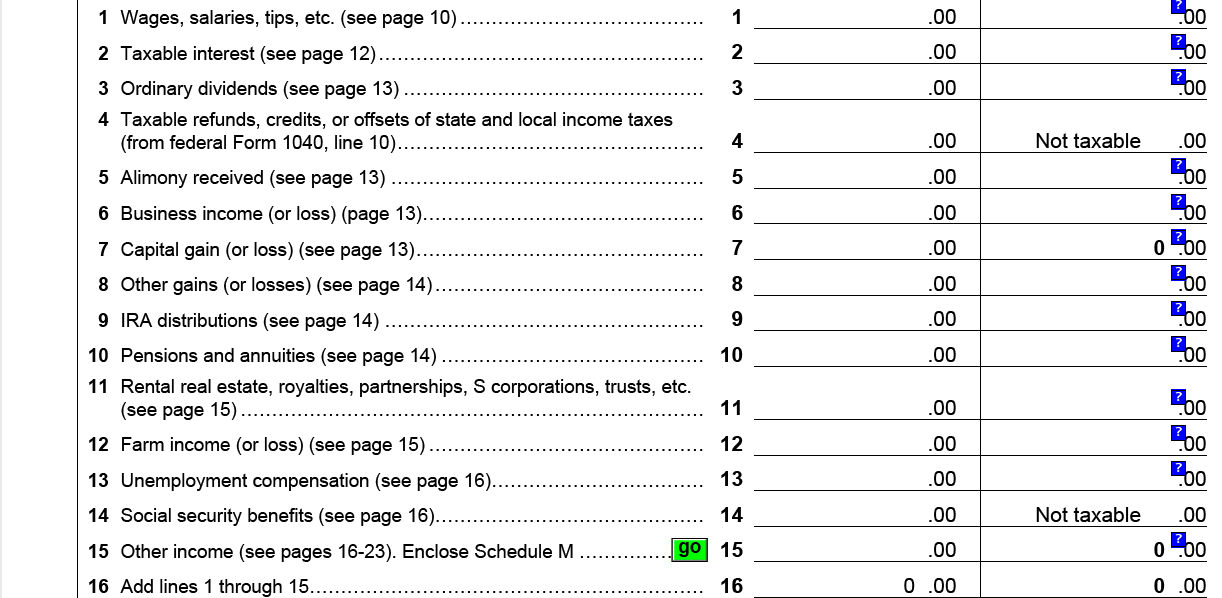 1 Wages, salaries, tips, etc. (see page 10) ........ 1 .00 ? .00
2 Taxable interest (see page 12) ........ 2 .00 ? .00
3 Ordinary dividends (see page 13) ........ 3 .00 ? .00
4 Taxable refunds, credits, or offsets of state and local income taxes
(from federal Form 1040, line 10) ........ 4 .00 Not taxable .00
5 Alimony received (see page 13) ........ 5 .00 ? .00
6 Business income (or loss) (page 13) ........ 6 .00 ? .00
7 Capital gain (or loss) (see page 13) ........ 7 .00 0 ? .00
8 Other gains (or losses) (see page 14) ........ 8 .00 ? .00
9 IRA distributions (see page 14) ........ 9 .00 ? .00
10 Pensions and annuities (see page 14) ........ 10 .00 ? .00
11 Rental real estate, royalties, partnerships, S corporations, trusts, etc.
(see page 15) ........ 11 .00 ? .00
12 Farm income (or loss) (see page 15) ........ 12 .00 ? .00
13 Unemployment compensation (see page 16) ........ 13 .00 ? .00
14 Social security benefits (see page 16) ........ 14 .00 Not taxable .00
15 Other income (see pages 16-23). Enclose Schedule M ........ go 15 .00 0 ? .00
16 Add lines 1 through 15 ........ 16 0 .00 0 .00